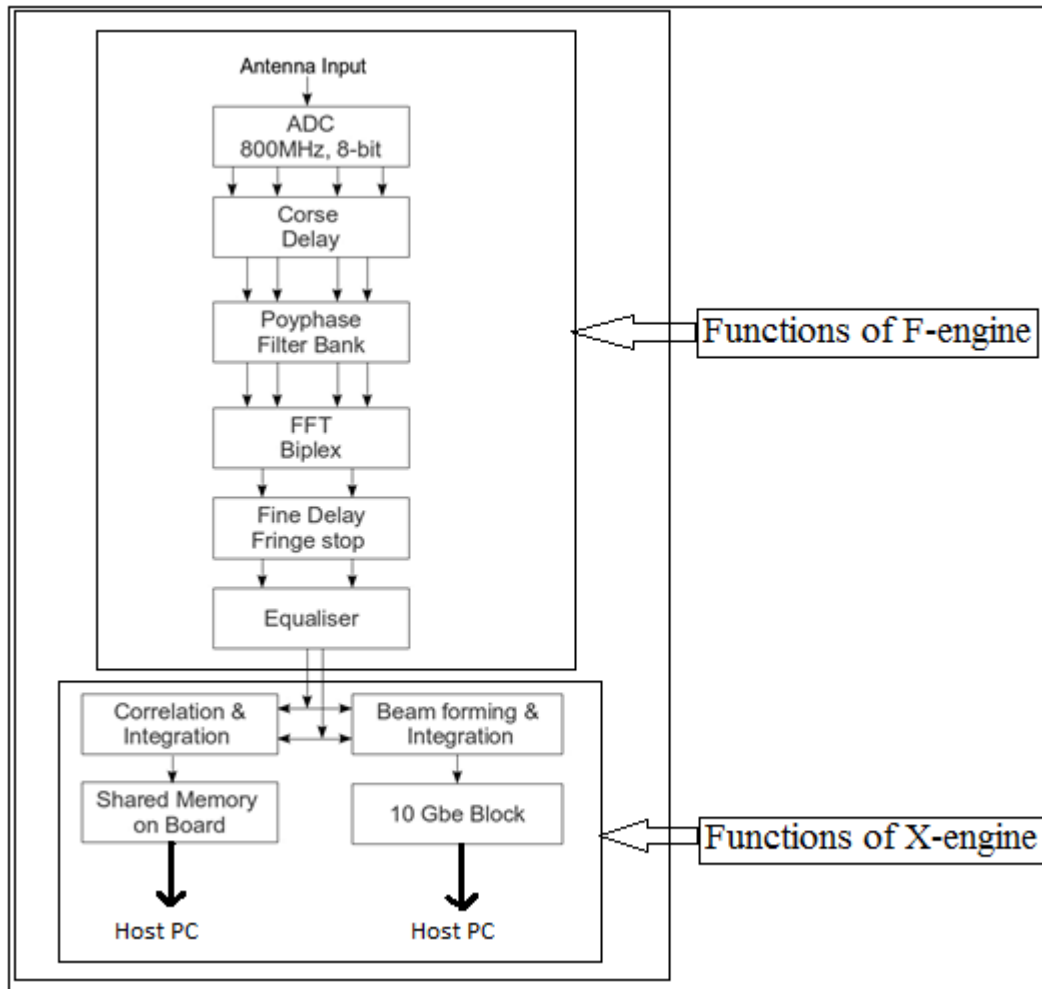 Antenna Input
ADC
800MHz, 8-bit
Corse
Delay
Poyphase
Filter Bank
Functions of F-engine
FFT
Biplex
Fine Delay
Fringe stop
Equaliser
Correlation &
Integration
Beam forming &
Integration
Shared Memory
on Board
10 Gbe Block
Functions of X-engine
Host PC
Host PC